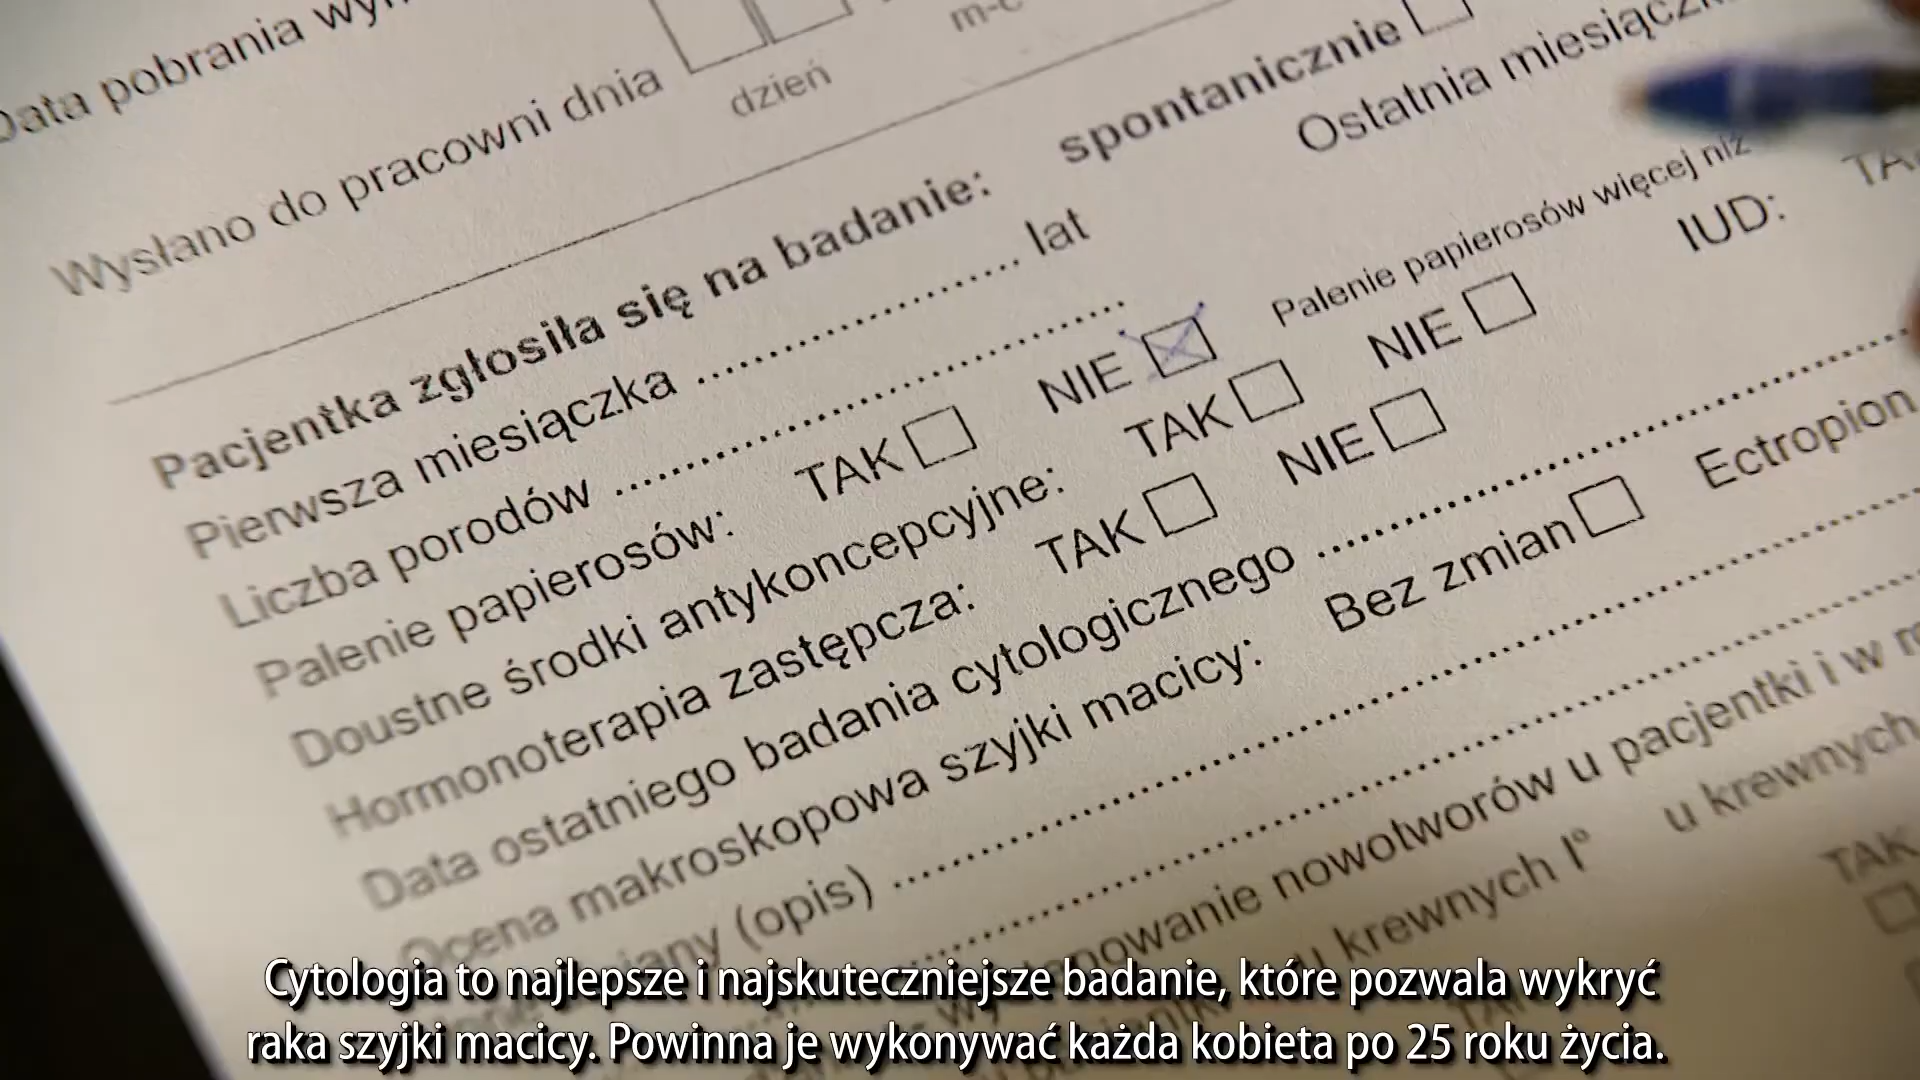 Data pobrania
m-c
dzień
Wysłano do pracowni dnia
Pacjentka zgłosiła się na badanie: spontanicznie
Pierwsza miesiączka .......... lat Ostatnia
Liczba porodów ..........
Palenie papierosów: TAK NIE Palenie papierosów więcej niż
Doustne środki antykoncepcyjne: TAK NIE IUD:
Hormonoterapia zastępcza: TAK NIE
Data ostatniego badania cytologicznego ..........
Ocena makroskopowa szyjki macicy: Bez zmian Ectropion
(opis) ..........
nowotworów u pacjentki i w
krewnych I° u krewnych
TAK
Cytologia to najlepsze i najskuteczniejsze badanie, które pozwala wykryć
raka szyjki macicy. Powinna je wykonywać każda kobieta po 25 roku życia.